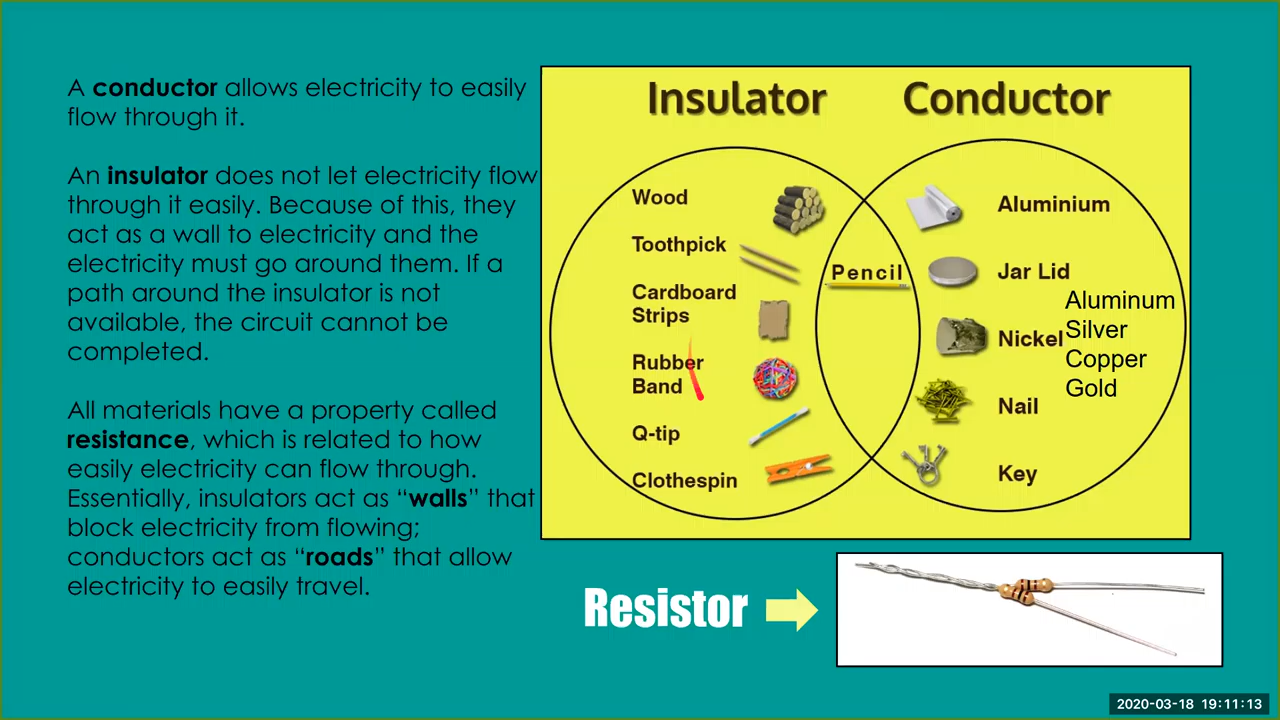 A conductor allows electricity to easily
flow through it.
An insulator does not let electricity flow
through it easily. Because of this, they
act as a wall to electricity and the
electricity must go around them. If a
path around the insulator is not
available, the circuit cannot be
completed.
All materials have a property called
resistance, which is related to how
easily electricity can flow through.
Essentially, insulators act as “walls” that
block electricity from flowing;
conductors act as “roads” that allow
electricity to easily travel.
Insulator
Conductor
Wood
Toothpick
Cardboard
Strips
Rubber
Band
Q-tip
Clothespin
Pencil
Aluminium
Jar Lid
Nickel
Nail
Key
Aluminum
Silver
Copper
Gold
Resistor
2020-03-18 19:11:13